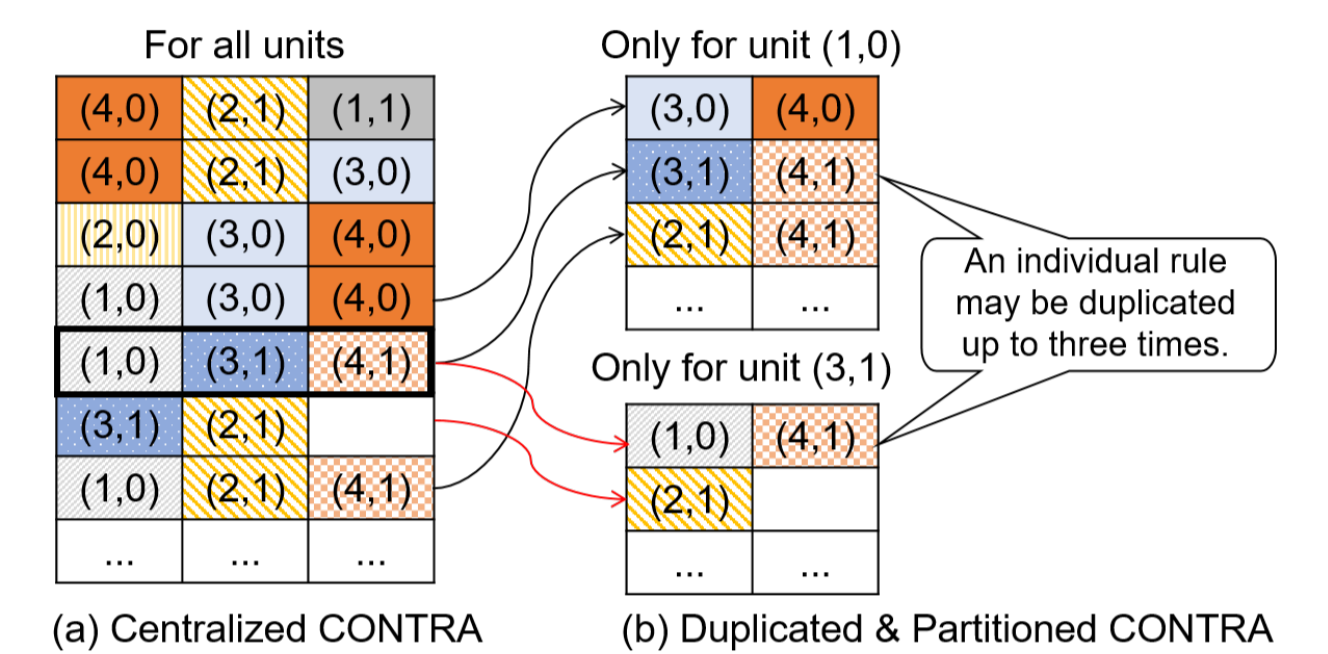 For all units
(4,0) (2,1) (1,1)
(4,0) (2,1) (3,0)
(2,0) (3,0) (4,0)
(1,0) (3,0) (4,0)
(1,0) (3,1) (4,1)
(3,1) (2,1)
(1,0) (2,1) (4,1)
... ... ...
(a) Centralized CONTRA
Only for unit (1,0)
(3,0) (4,0)
(3,1) (4,1)
(2,1) (4,1)
... ...
Only for unit (3,1)
(1,0) (4,1)
(2,1)
... ...
An individual rule
may be duplicated
up to three times.
(b) Duplicated & Partitioned CONTRA